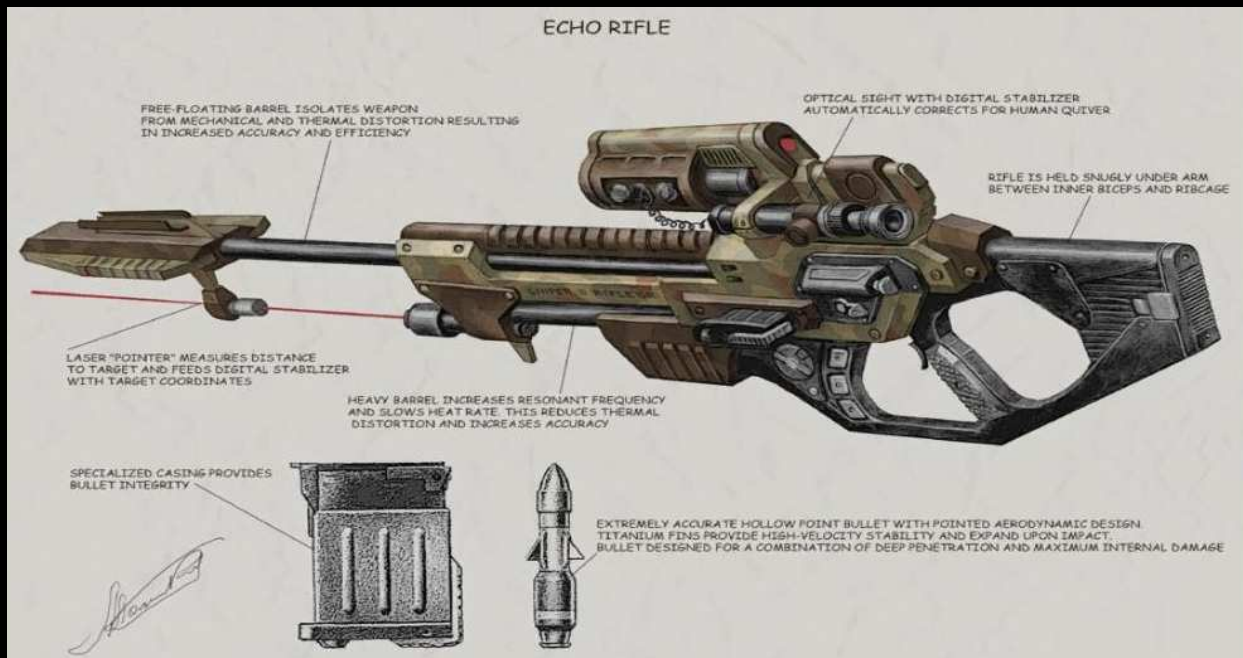 ECHO RIFLE
FREE-FLOATING BARREL ISOLATES WEAPON
FROM MECHANICAL AND THERMAL DISTORTION RESULTING
IN INCREASED ACCURACY AND EFFICIENCY
OPTICAL SIGHT WITH DIGITAL STABILIZER
AUTOMATICALLY CORRECTS FOR HUMAN QUIVER
RIFLE IS HELD SNUGLY UNDER ARM
BETWEEN INNER BICEPS AND RIBCAGE
LASER "POINTER" MEASURES DISTANCE
TO TARGET AND FEEDS DIGITAL STABILIZER
WITH TARGET COORDINATES
HEAVY BARREL INCREASES RESONANT FREQUENCY
AND SLOWS HEAT RATE. THIS REDUCES THERMAL
DISTORTION AND INCREASES ACCURACY
SPECIALIZED CASING PROVIDES
BULLET INTEGRITY
EXTREMELY ACCURATE HOLLOW POINT BULLET WITH POINTED AERODYNAMIC DESIGN.
TITANIUM FINS PROVIDE HIGH-VELOCITY STABILITY AND EXPAND UPON IMPACT.
BULLET DESIGNED FOR A COMBINATION OF DEEP PENETRATION AND MAXIMUM INTERNAL DAMAGE